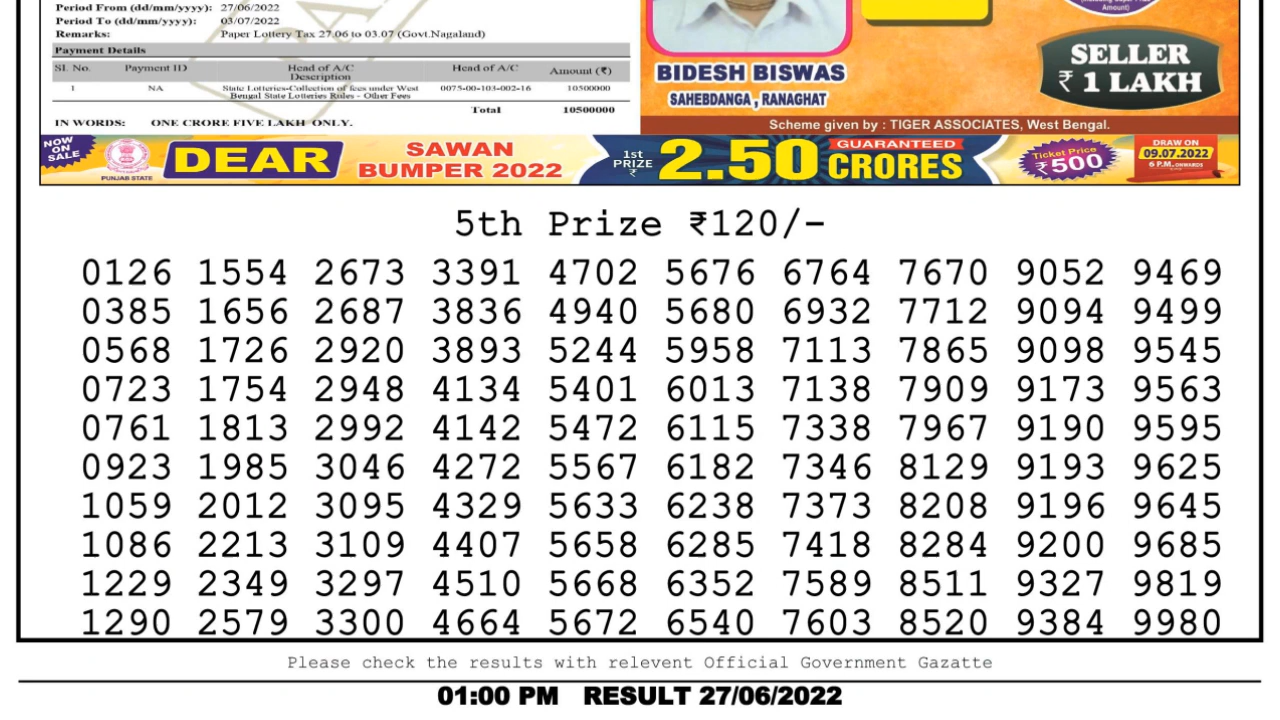 Period From (dd/mm/yyyy): 27/06/2022
Period To (dd/mm/yyyy): 03/07/2022
Remarks: Paper Lottery Tax 27.06 to 03.07 (Govt.Nagaland)
Payment Details
Sl. No. Payment ID Head of A/C Description Head of A/C Amount (₹)
1 NA State Lotteries-Collection of fees under West Bengal State Lotteries Rules - Other Fees 0075-00-103-002-16 10500000
Total 10500000
IN WORDS: ONE CRORE FIVE LAKH ONLY.
Amount)
BIDESH BISWAS
SAHEBDANGA, RANAGHAT
SELLER
₹ 1 LAKH
Scheme given by : TIGER ASSOCIATES, West Bengal.
NOW ON SALE
PUNJAB STATE
DEAR
SAWAN
BUMPER 2022
1st PRIZE ₹
2.50
GUARANTEED
CRORES
Ticket Price
₹500
DRAW ON
09.07.2022
6 P.M. ONWARDS
5th Prize ₹120/-
0126 1554 2673 3391 4702 5676 6764 7670 9052 9469
0385 1656 2687 3836 4940 5680 6932 7712 9094 9499
0568 1726 2920 3893 5244 5958 7113 7865 9098 9545
0723 1754 2948 4134 5401 6013 7138 7909 9173 9563
0761 1813 2992 4142 5472 6115 7338 7967 9190 9595
0923 1985 3046 4272 5567 6182 7346 8129 9193 9625
1059 2012 3095 4329 5633 6238 7373 8208 9196 9645
1086 2213 3109 4407 5658 6285 7418 8284 9200 9685
1229 2349 3297 4510 5668 6352 7589 8511 9327 9819
1290 2579 3300 4664 5672 6540 7603 8520 9384 9980
Please check the results with relevent Official Government Gazatte
01:00 PM RESULT 27/06/2022